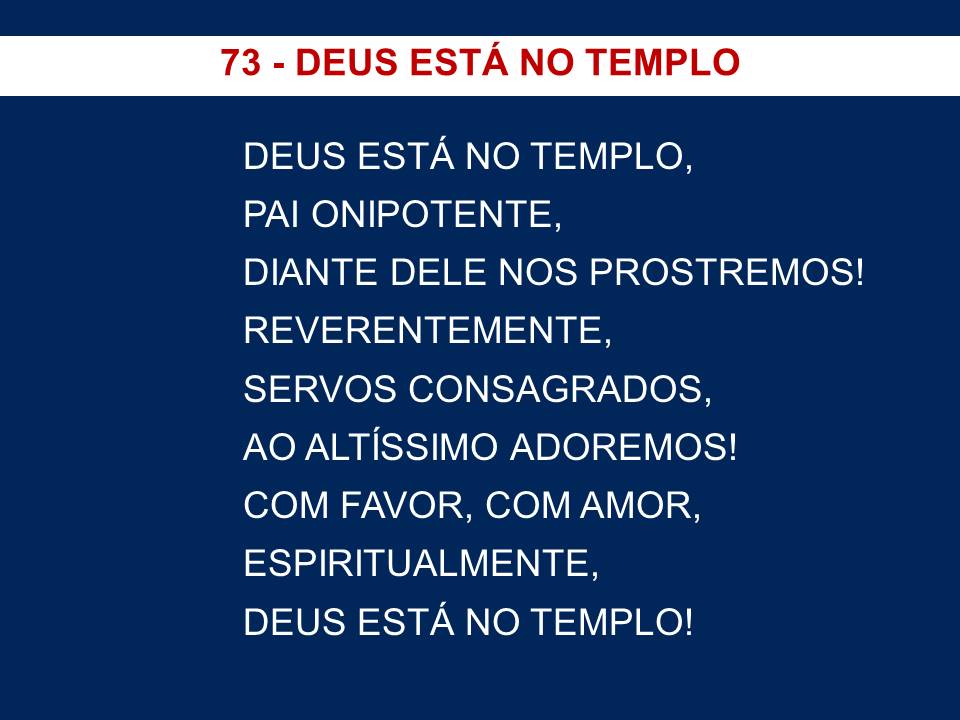 73 - DEUS ESTÁ NO TEMPLO
DEUS ESTÁ NO TEMPLO,
PAI ONIPOTENTE,
DIANTE DELE NOS PROSTREMOS!
REVERENTEMENTE,
SERVOS CONSAGRADOS,
AO ALTÍSSIMO ADOREMOS!
COM FAVOR, COM AMOR,
ESPIRITUALMENTE,
DEUS ESTÁ NO TEMPLO!